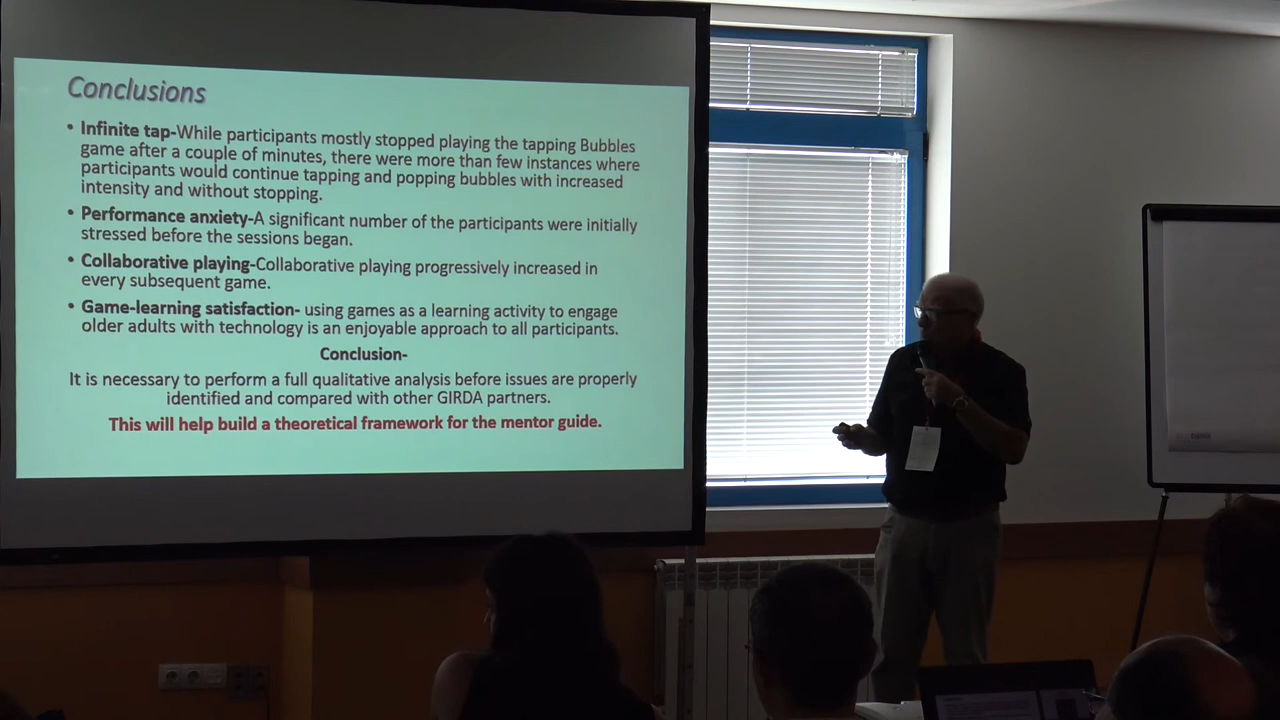 Conclusions
• Infinite tap-While participants mostly stopped playing the tapping Bubbles
game after a couple of minutes, there were more than few instances where
participants would continue tapping and popping bubbles with increased
intensity and without stopping.
• Performance anxiety-A significant number of the participants were initially
stressed before the sessions began.
• Collaborative playing-Collaborative playing progressively increased in
every subsequent game.
• Game-learning satisfaction- using games as a learning activity to engage
older adults with technology is an enjoyable approach to all participants.
Conclusion-
It is necessary to perform a full qualitative analysis before issues are properly
identified and compared with other GIRDA partners.
This will help build a theoretical framework for the mentor guide.